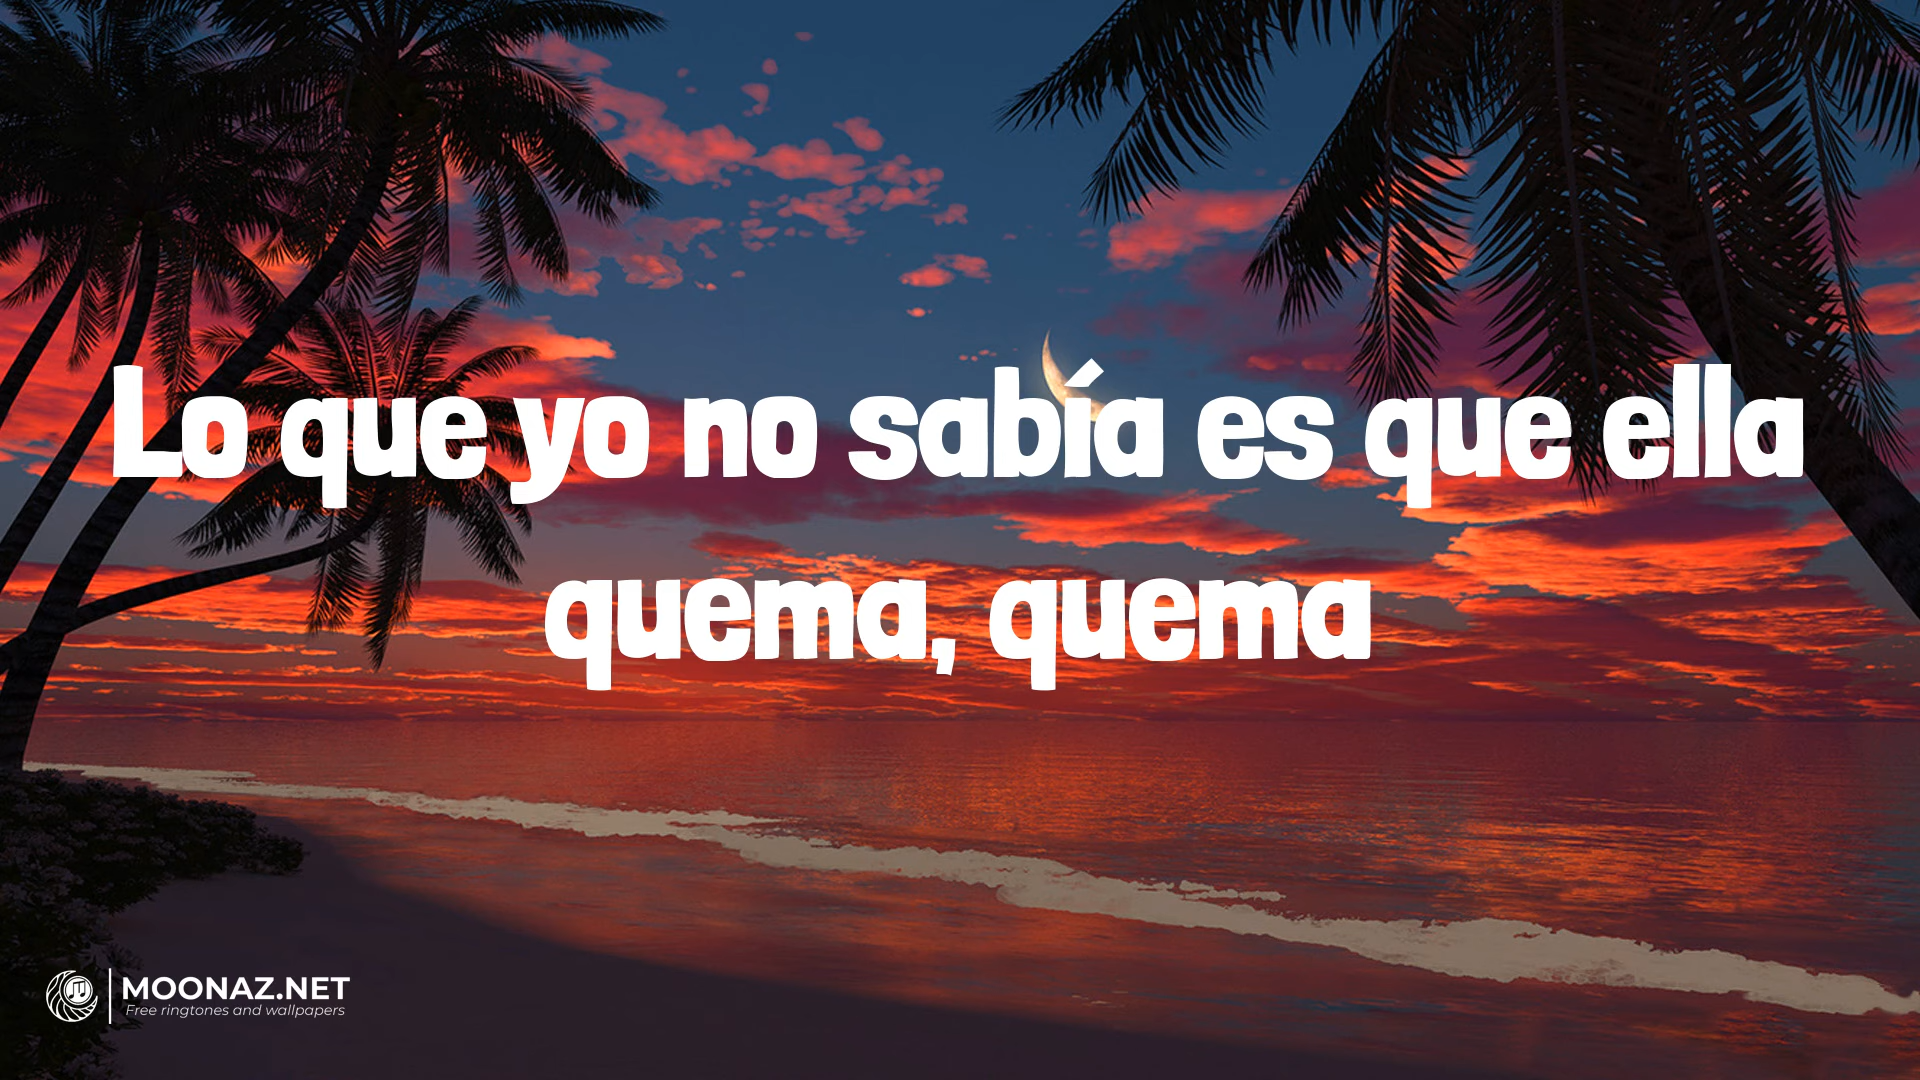 Lo que yo no sabía es que ella
quema, quema
MOONAZ.NET
Free ringtones and wallpapers